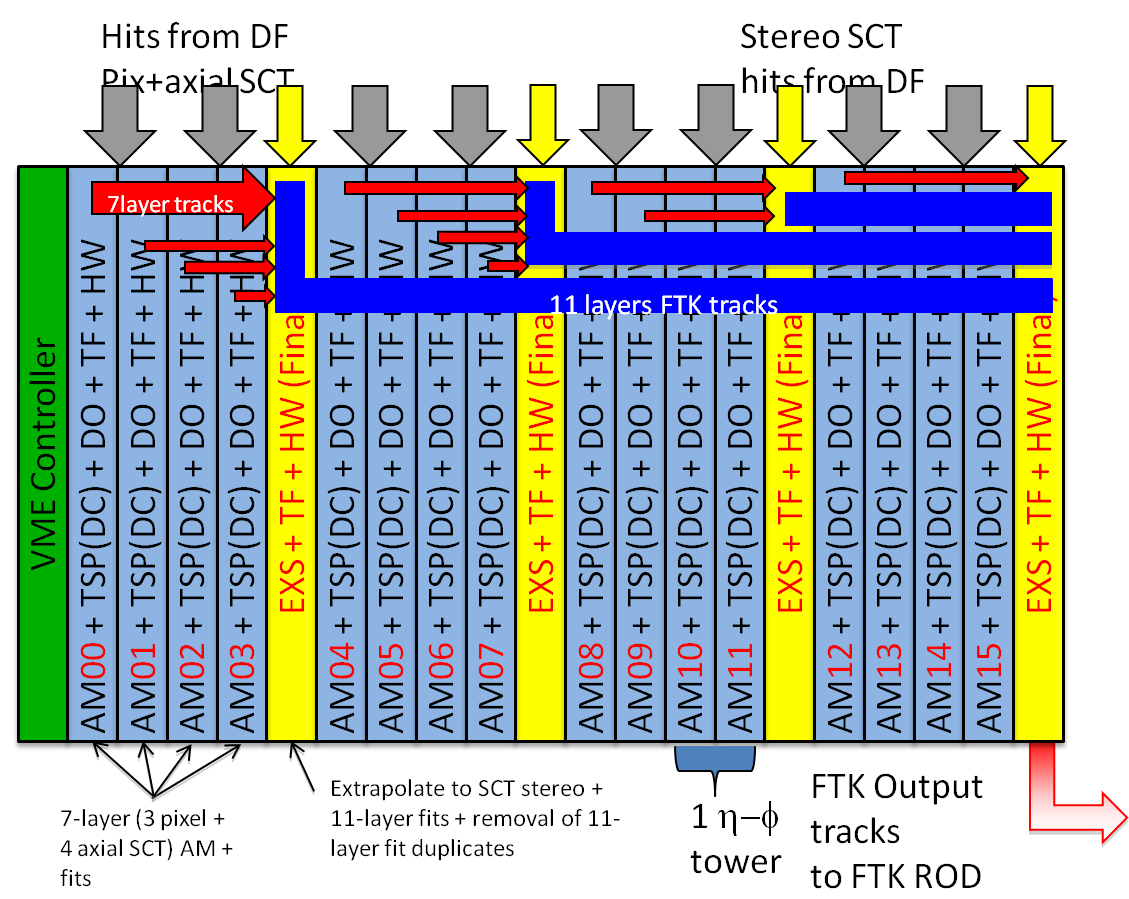 Hits from DF
Pix+axial SCT
Stereo SCT
hits from DF
7layer tracks
11 layers FTK tracks
VME Controller
AM00 + TSP(DC) + DO + TF + HW
AM01 + TSP(DC) + DO + TF + HW
AM02 + TSP(DC) + DO + TF + HW
AM03 + TSP(DC) + DO + TF + HW
EXS + TF + HW (Final
AM04 + TSP(DC) + DO + TF + HW
AM05 + TSP(DC) + DO + TF + HW
AM06 + TSP(DC) + DO + TF + HW
AM07 + TSP(DC) + DO + TF + HW
EXS + TF + HW (Final
AM08 + TSP(DC) + DO + TF + HW
AM09 + TSP(DC) + DO + TF + HW
AM10 + TSP(DC) + DO + TF + HW
AM11 + TSP(DC) + DO + TF + HW
EXS + TF + HW (Final
AM12 + TSP(DC) + DO + TF + HW
AM13 + TSP(DC) + DO + TF + HW
AM14 + TSP(DC) + DO + TF + HW
AM15 + TSP(DC) + DO + TF + HW
EXS + TF + HW (Final)
7-layer (3 pixel +
4 axial SCT) AM +
fits
Extrapolate to SCT stereo +
11-layer fits + removal of 11-
layer fit duplicates
1 η−ϕ
tower
FTK Output
tracks
to FTK ROD